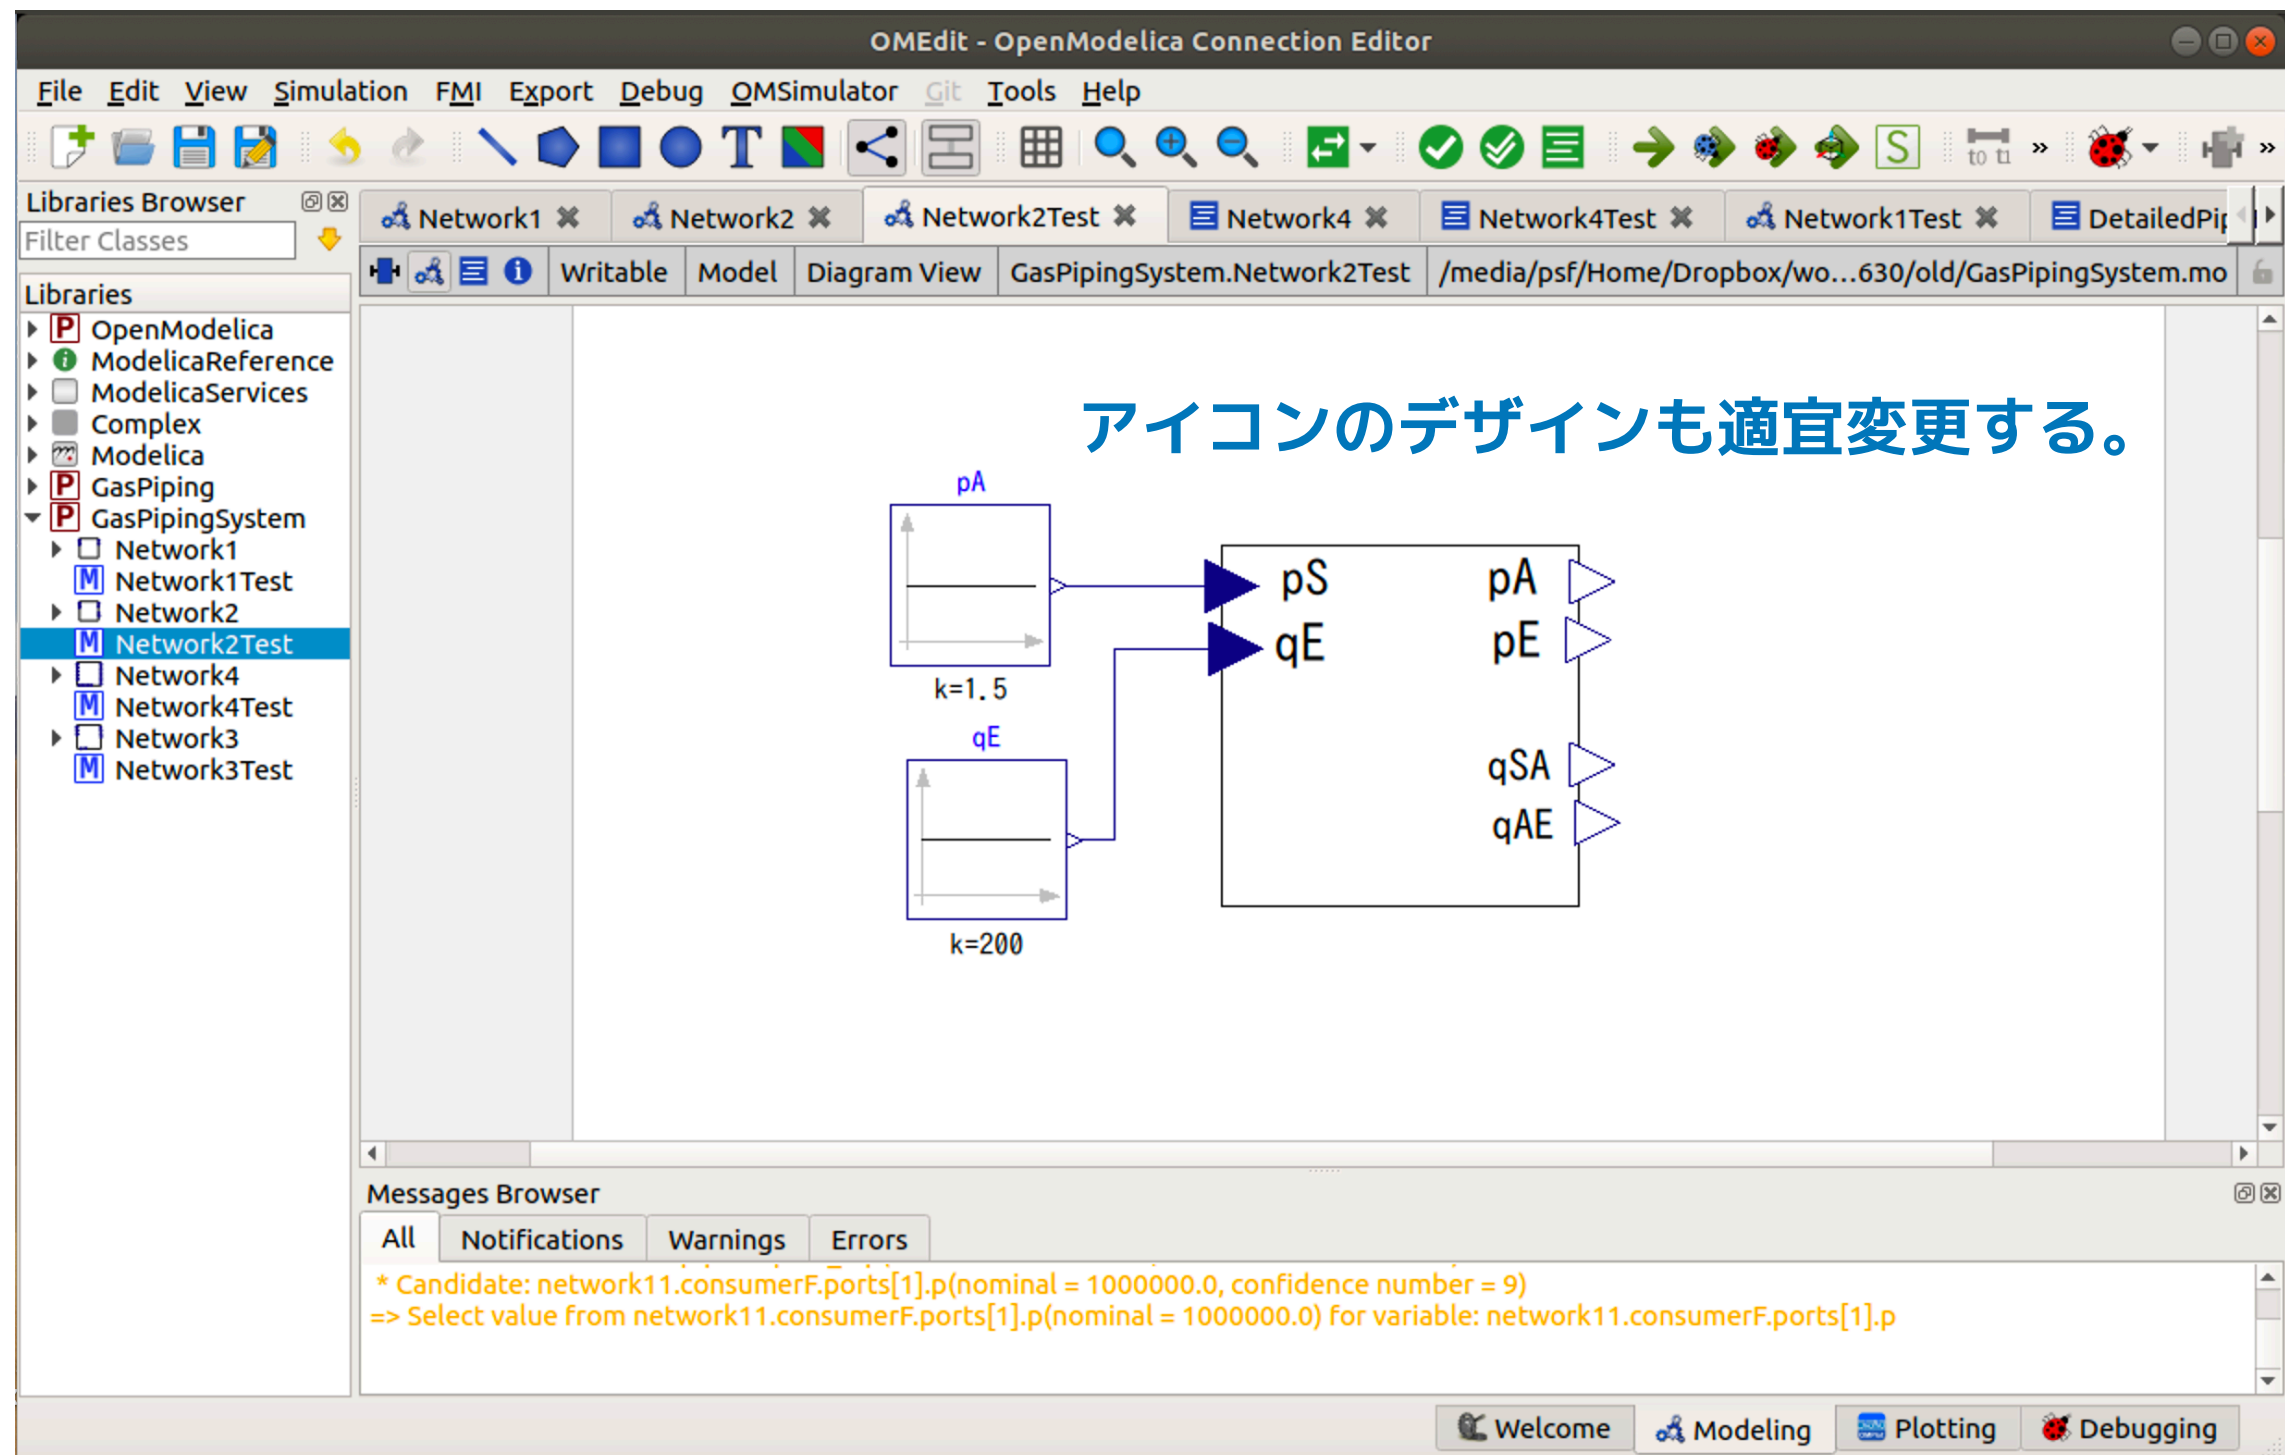 OMEdit - OpenModelica Connection Editor
File Edit View Simulation FMI Export Debug OMSimulator Git Tools Help
to t1 »
»
S
Libraries Browser
Filter Classes
Network1 Network2 Network2Test Network4 Network4Test Network1Test DetailedPip
Writable Model Diagram View GasPipingSystem.Network2Test /media/psf/Home/Dropbox/wo...630/old/GasPipingSystem.mo
Libraries
OpenModelica
ModelicaReference
ModelicaServices
Complex
Modelica
GasPiping
GasPipingSystem
Network1
Network1Test
Network2
Network2Test
Network4
Network4Test
Network3
Network3Test
アイコンのデザインも適宜変更する。
pA
k=1.5
qE
k=200
pS pA
qE pE
qSA
qAE
Messages Browser
All Notifications Warnings Errors
* Candidate: network11.consumerF.ports[1].p(nominal = 1000000.0, confidence number = 9)
=> Select value from network11.consumerF.ports[1].p(nominal = 1000000.0) for variable: network11.consumerF.ports[1].p
Welcome Modeling Plotting Debugging